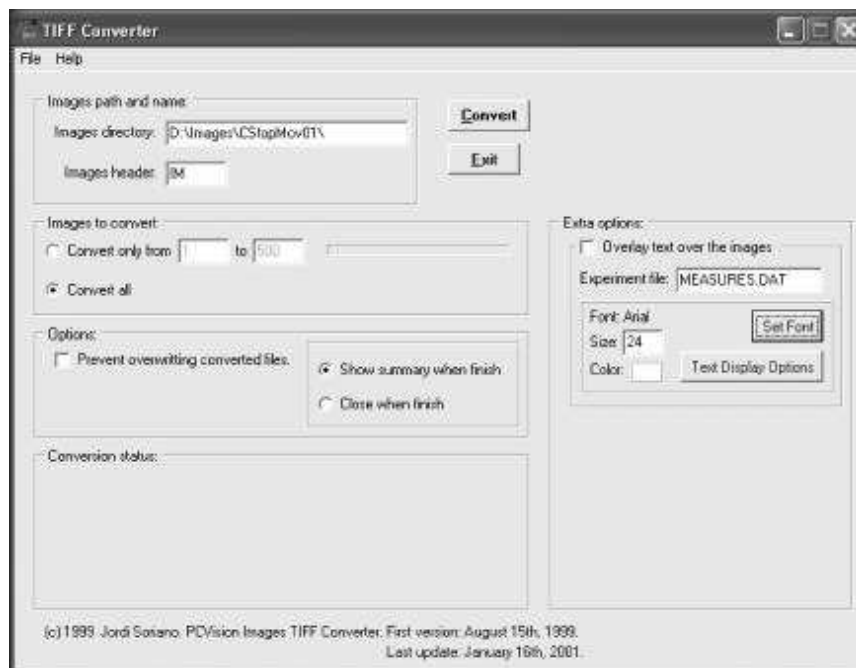 TIFF Converter
File Help
Images path and name
Images directory: D:\Images\CStopMov01\
Images header: IM
Convert
Exit
Images to convert
Convert only from 1 to 500
Convert all
Options:
Prevent overwritting converted files.
Show summary when finish
Close when finish
Conversion status:
Extra options:
Overlay text over the images
Experiment file: MEASURES.DAT
Font: Arial
Size: 24
Set Font
Color:
Text Display Options
(c) 1999 Jordi Soriano. PCVision Images TIFF Converter. First version: August 15th, 1999.
Last update: January 16th, 2001.